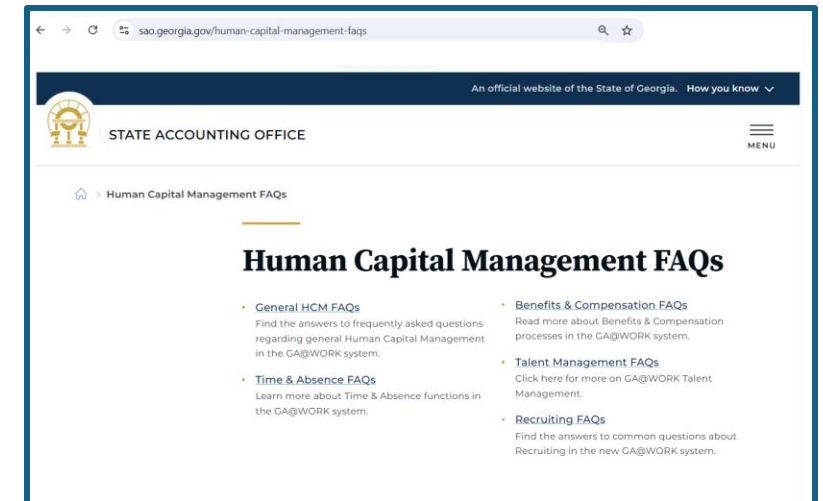 sao.georgia.gov/human-capital-management-faqs
An official website of the State of Georgia. How you know
STATE ACCOUNTING OFFICE
MENU
> Human Capital Management FAQs
Human Capital Management FAQs
• General HCM FAQs
Find the answers to frequently asked questions
regarding general Human Capital Management
in the GA@WORK system.
• Time & Absence FAQs
Learn more about Time & Absence functions in
the GA@WORK system.
• Benefits & Compensation FAQs
Read more about Benefits & Compensation
processes in the GA@WORK system.
• Talent Management FAQs
Click here for more on GA@WORK Talent
Management.
• Recruiting FAQs
Find the answers to common questions about
Recruiting in the new GA@WORK system.